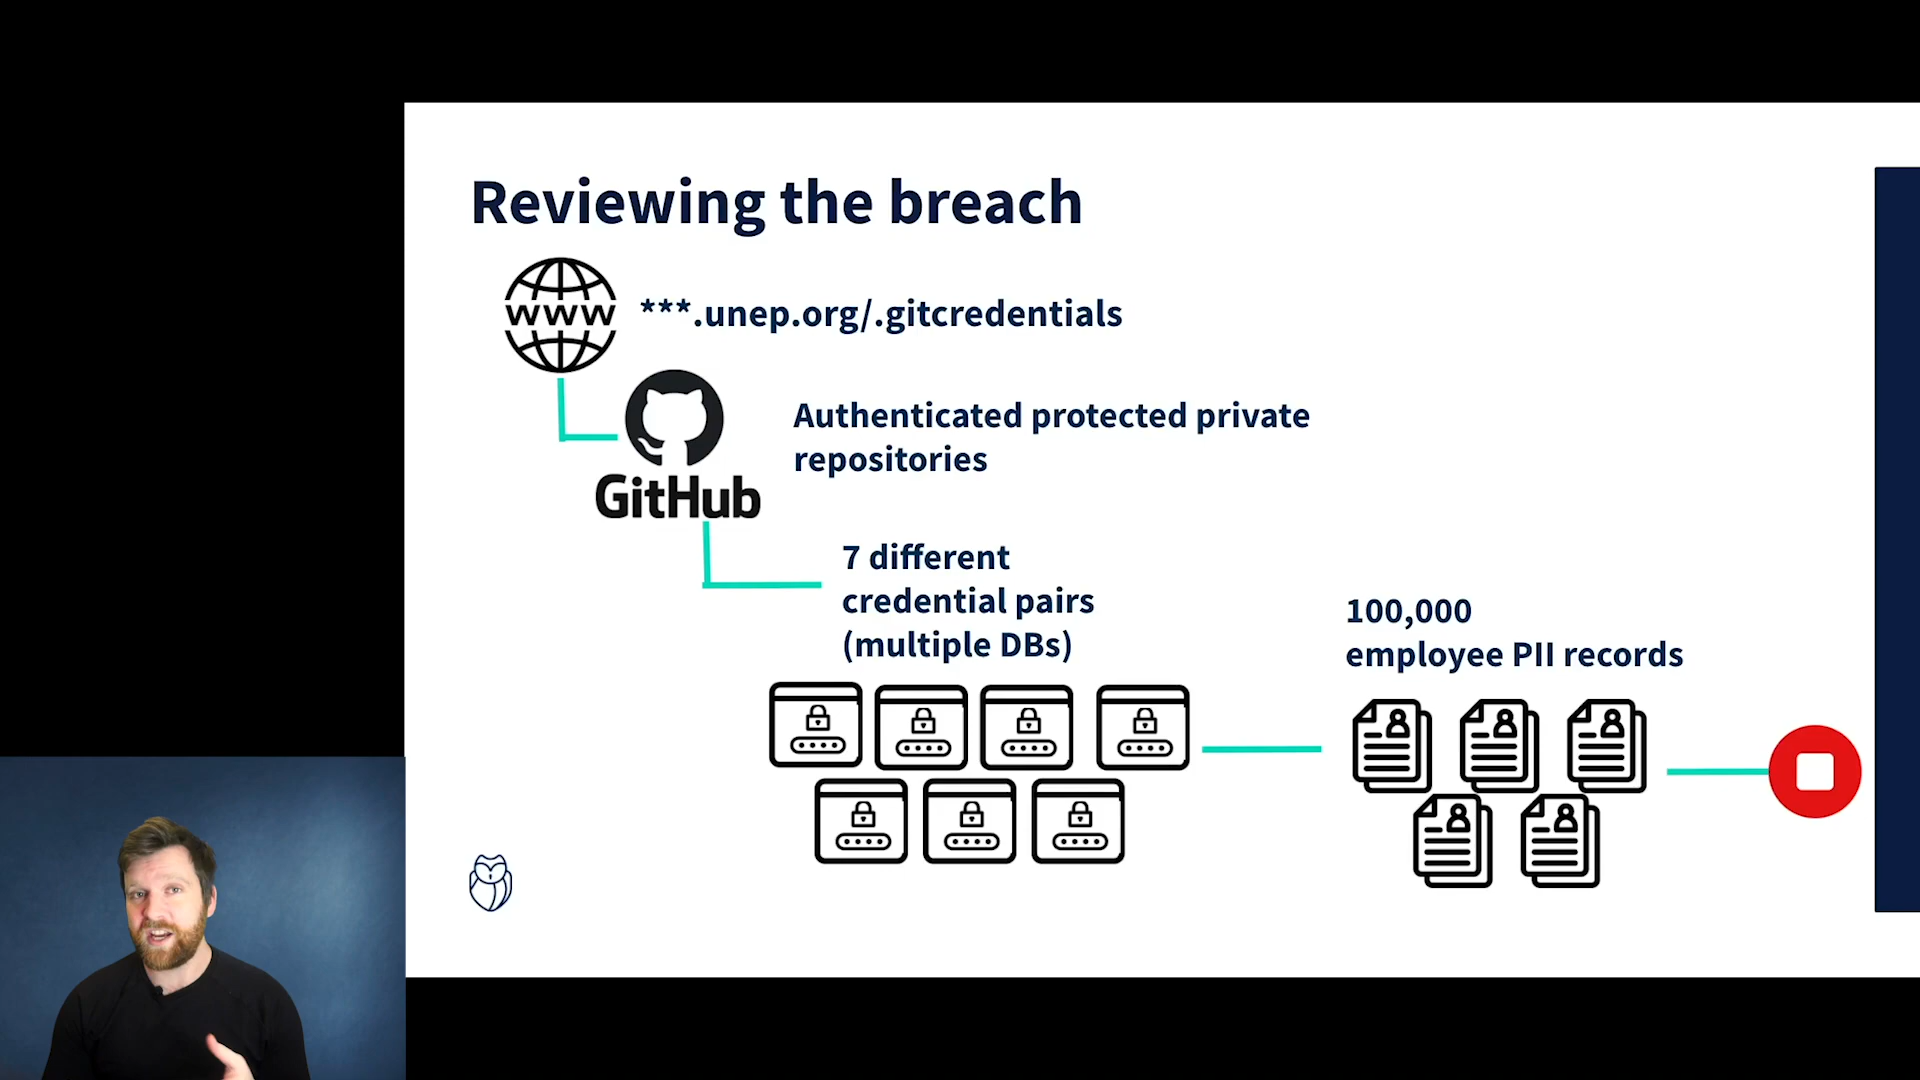 Reviewing the breach
www
***.unep.org/.gitcredentials
GitHub
Authenticated protected private
repositories
7 different
credential pairs
(multiple DBs)
100,000
employee PII records